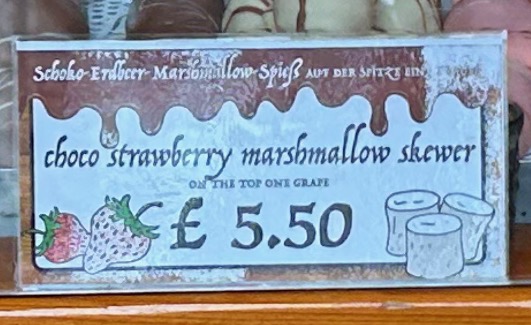 Schoko-Erdbeer-Marshmallow-Spieß AUF DER SPITZE EIN
choco strawberry marshmallow skewer
ON THE TOP ONE GRAPE
£ 5.50